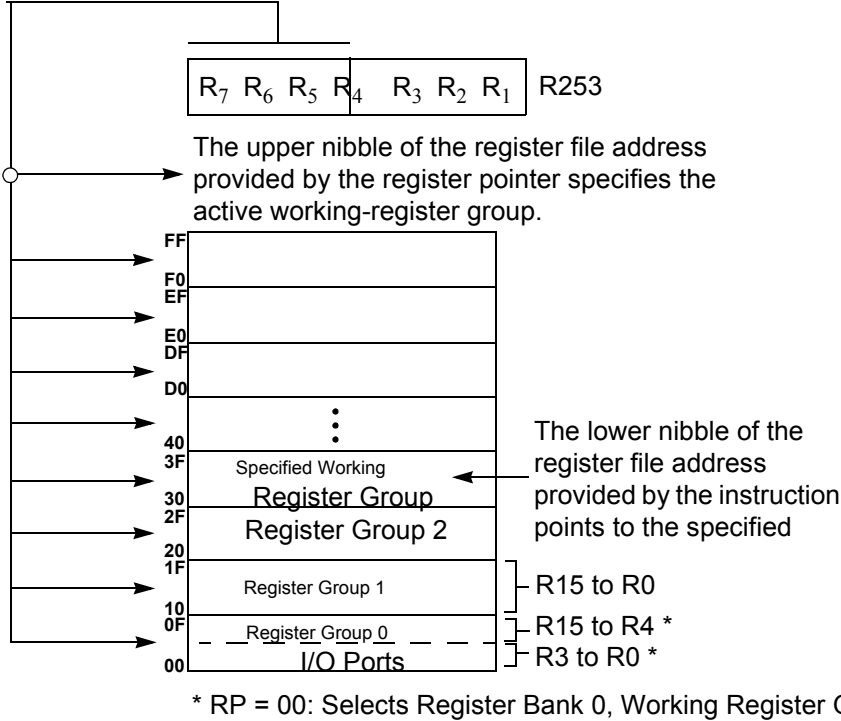 R7 R6 R5 R4 R3 R2 R1 R253
The upper nibble of the register file address
provided by the register pointer specifies the
active working-register group.
FF
F0
EF
E0
DF
D0
40
3F
Specified Working
Register Group
30
The lower nibble of the
register file address
provided by the instruction
points to the specified
2F
Register Group 2
20
1F
Register Group 1
10
R15 to R0
0F
Register Group 0
R15 to R4 *
I/O Ports
00
R3 to R0 *
* RP = 00: Selects Register Bank 0, Working Register